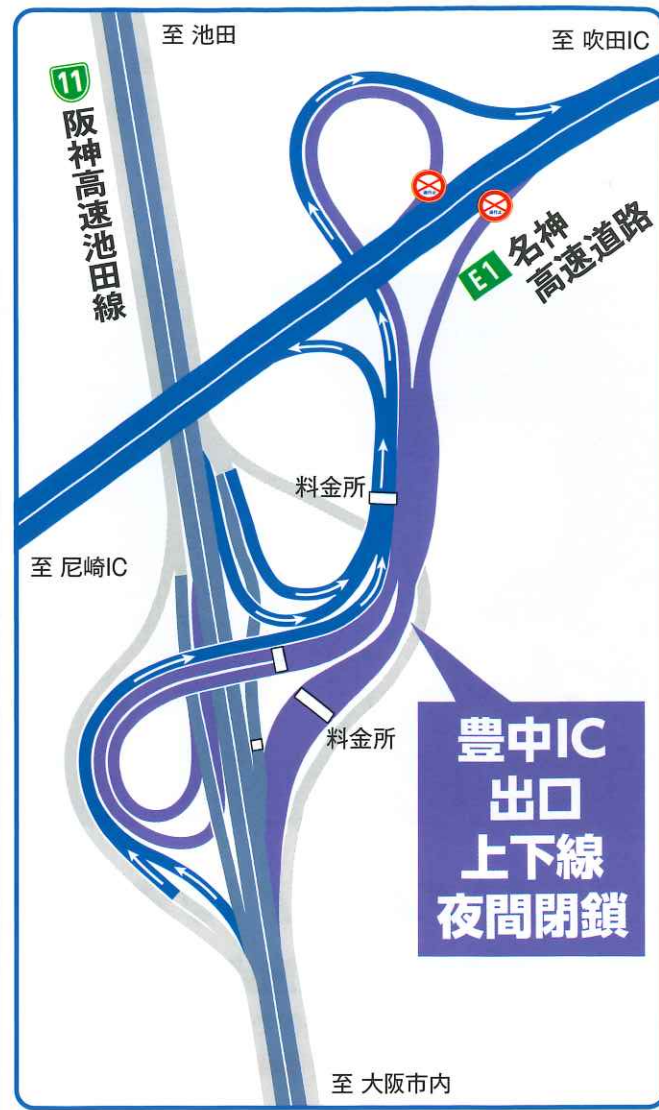 至 池田
至 吹田IC
11
阪神高速池田線
E1 名神
高速道路
料金所
至 尼崎IC
料金所
豊中IC
出口
上下線
夜間閉鎖
至 大阪市内